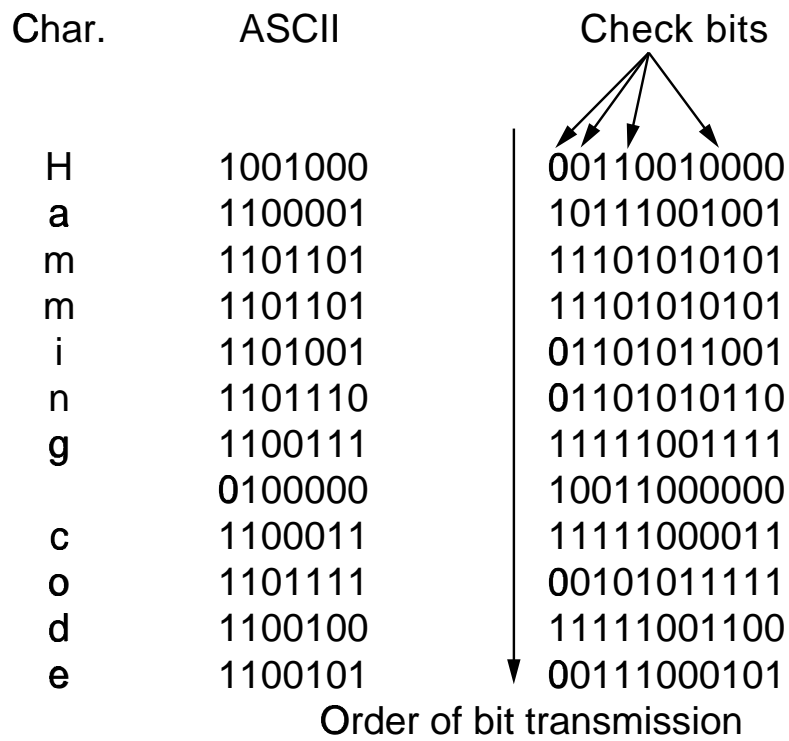 Char. ASCII Check bits
H 1001000 00110010000
a 1100001 10111001001
m 1101101 11101010101
m 1101101 11101010101
i 1101001 01101011001
n 1101110 01101010110
g 1100111 11111001111
0100000 10011000000
c 1100011 11111000011
o 1101111 00101011111
d 1100100 11111001100
e 1100101 00111000101
Order of bit transmission